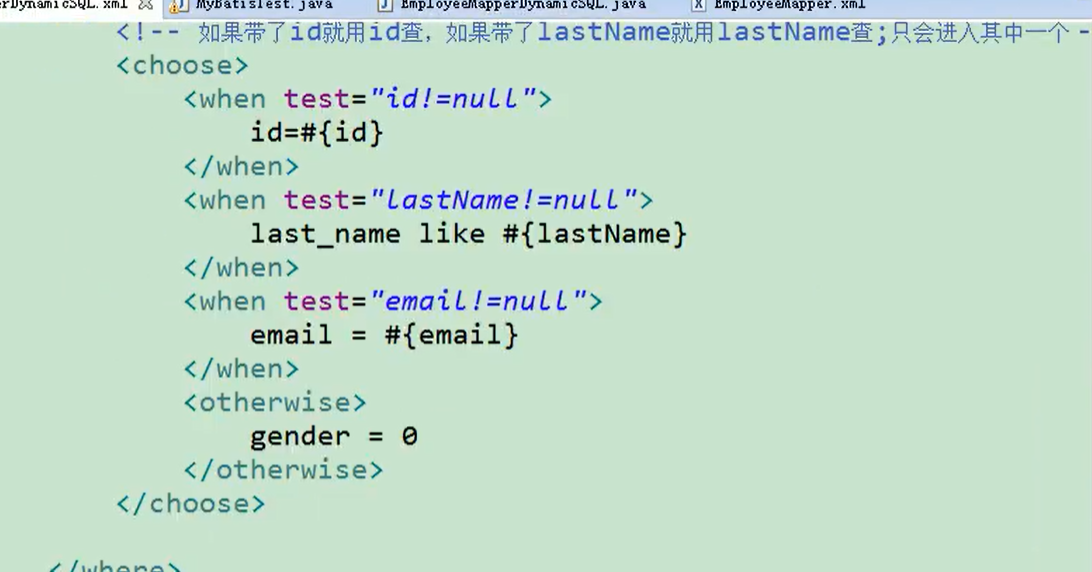 erDynamicSQL.xml MyBatisTest.java EmployeeMapperDynamicSQL.java EmployeeMapper.xml
<!-- 如果带了id就用id查，如果带了lastName就用lastName查;只会进入其中一个 -
<choose>
<when test="id!=null">
id=#{id}
</when>
<when test="lastName!=null">
last_name like #{lastName}
</when>
<when test="email!=null">
email = #{email}
</when>
<otherwise>
gender = 0
</otherwise>
</choose>
</where>